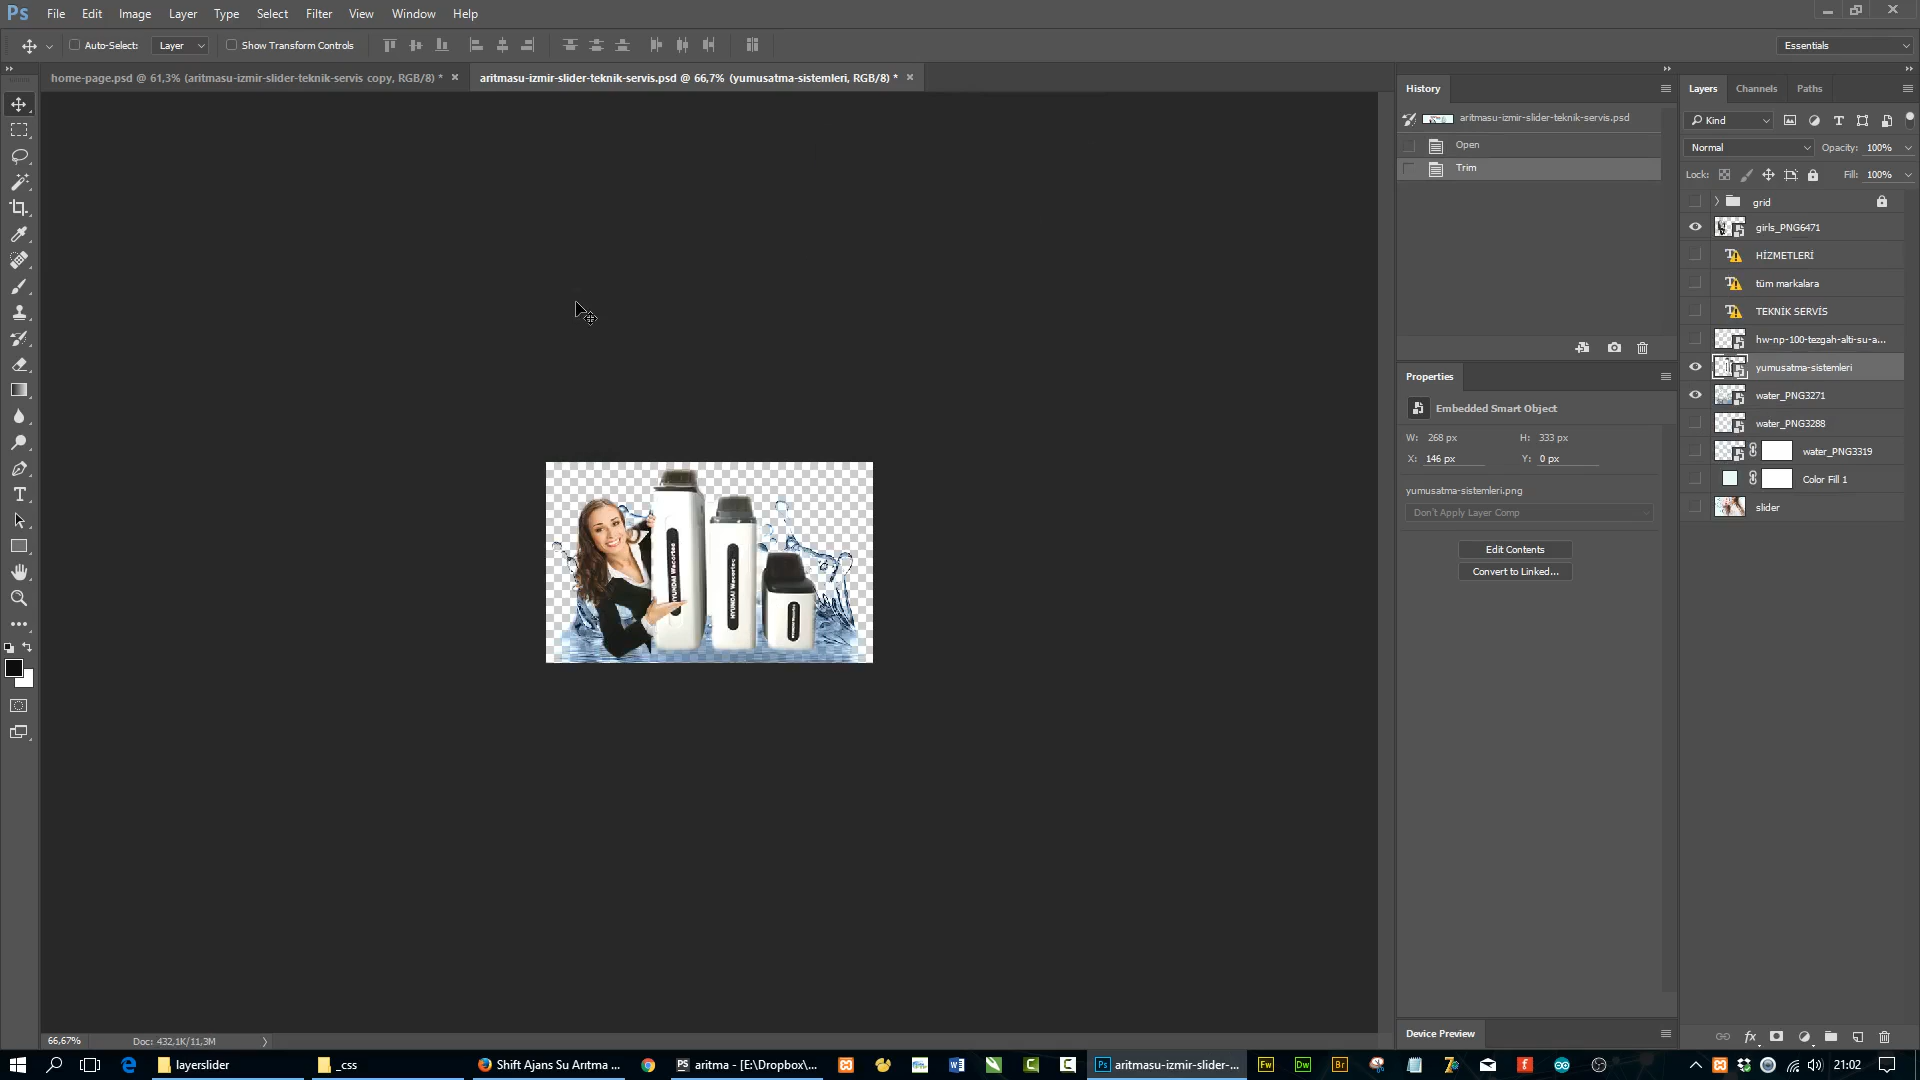 Ps File Edit Image Layer Type Select Filter View Window Help
Auto-Select: Layer Show Transform Controls Essentials
home-page.psd @ 61,3% (aritmasu-izmir-slider-teknik-servis copy, RGB/8) * × aritmasu-izmir-slider-teknik-servis.psd @ 66,7% (yumusatma-sistemleri, RGB/8) * ×
History
aritmasu-izmir-slider-teknik-servis.psd
Open
Trim
Properties
Embedded Smart Object
W: 268 px H: 333 px
X: 146 px Y: 0 px
yumusatma-sistemleri.png
Don't Apply Layer Comp
Edit Contents
Convert to Linked...
Device Preview
Layers Channels Paths
Kind
Normal Opacity: 100%
Lock: Fill: 100%
grid
girls_PNG6471
HİZMETLERİ
tüm markalara
TEKNİK SERVİS
hw-np-100-tezgah-alti-su-a...
yumusatma-sistemleri
water_PNG3271
water_PNG3288
water_PNG3319
Color Fill 1
slider
HYUNDAI Wacortec
HYUNDAI Wacortec
66,67% Doc: 432,1K/11,3M
layerslider _css Shift Ajans Su Aritma ... aritma - [E:\Dropbox\... aritmasu-izmir-slider-... 21:02